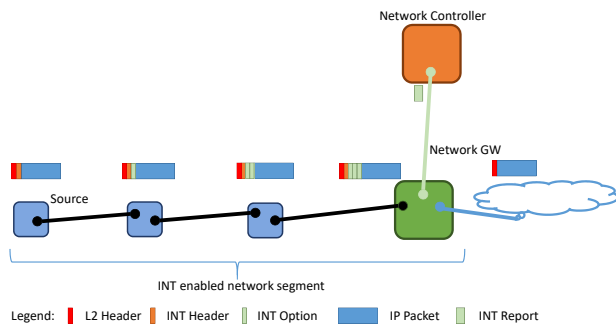 Network Controller
Network GW
Source
INT enabled network segment
Legend: L2 Header INT Header INT Option IP Packet INT Report